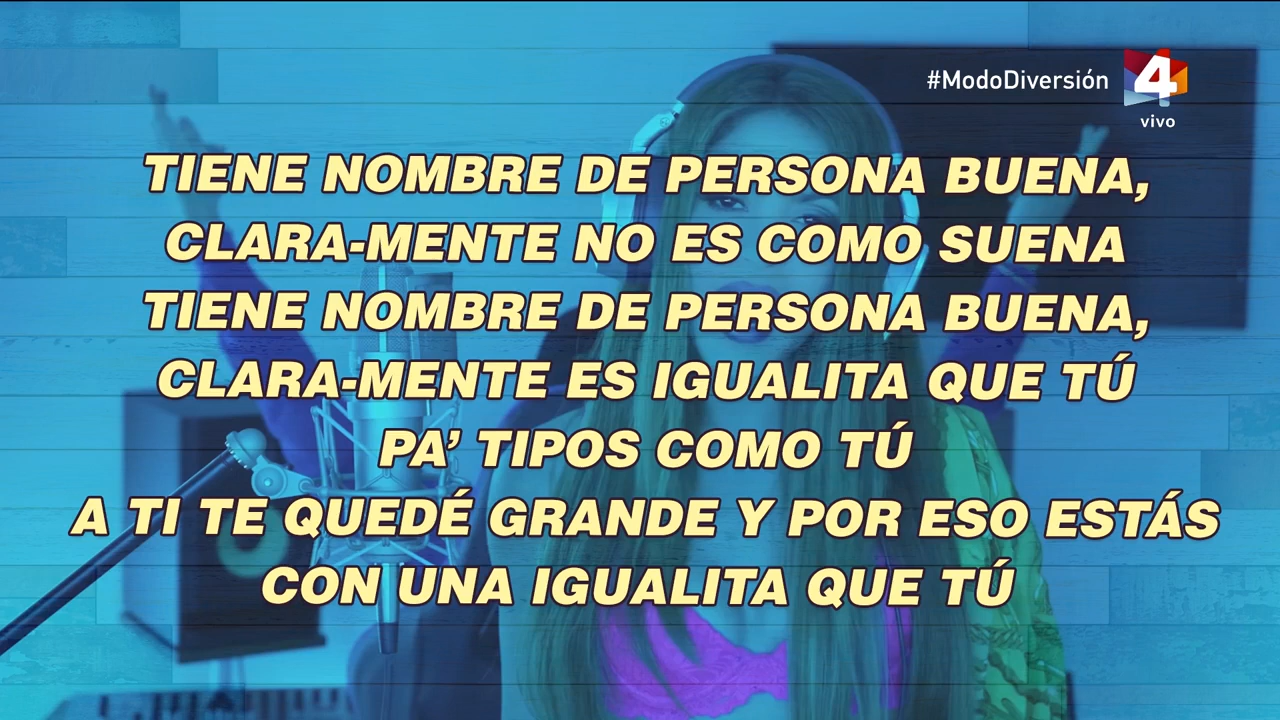 #ModoDiversión
4
vivo
TIENE NOMBRE DE PERSONA BUENA,
CLARA-MENTE NO ES COMO SUENA
TIENE NOMBRE DE PERSONA BUENA,
CLARA-MENTE ES IGUALITA QUE TÚ
PA’ TIPOS COMO TÚ
A TI TE QUEDÉ GRANDE Y POR ESO ESTÁS
CON UNA IGUALITA QUE TÚ